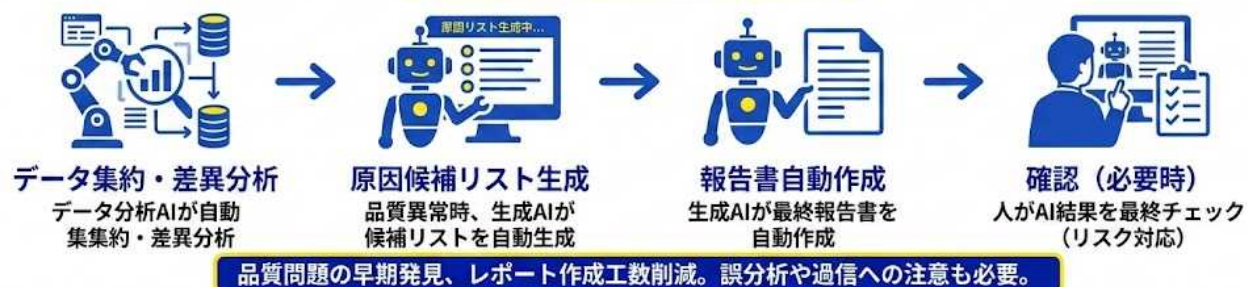 原因リスト生成中...
データ集約・差異分析
データ分析AIが自動
集集約・差異分析
原因候補リスト生成
品質異常時、生成AIが
候補リストを自動生成
報告書自動作成
生成AIが最終報告書を
自動作成
確認（必要時）
人がAI結果を最終チェック
（リスク対応）
品質問題の早期発見、レポート作成工数削減。誤分析や過信への注意も必要。